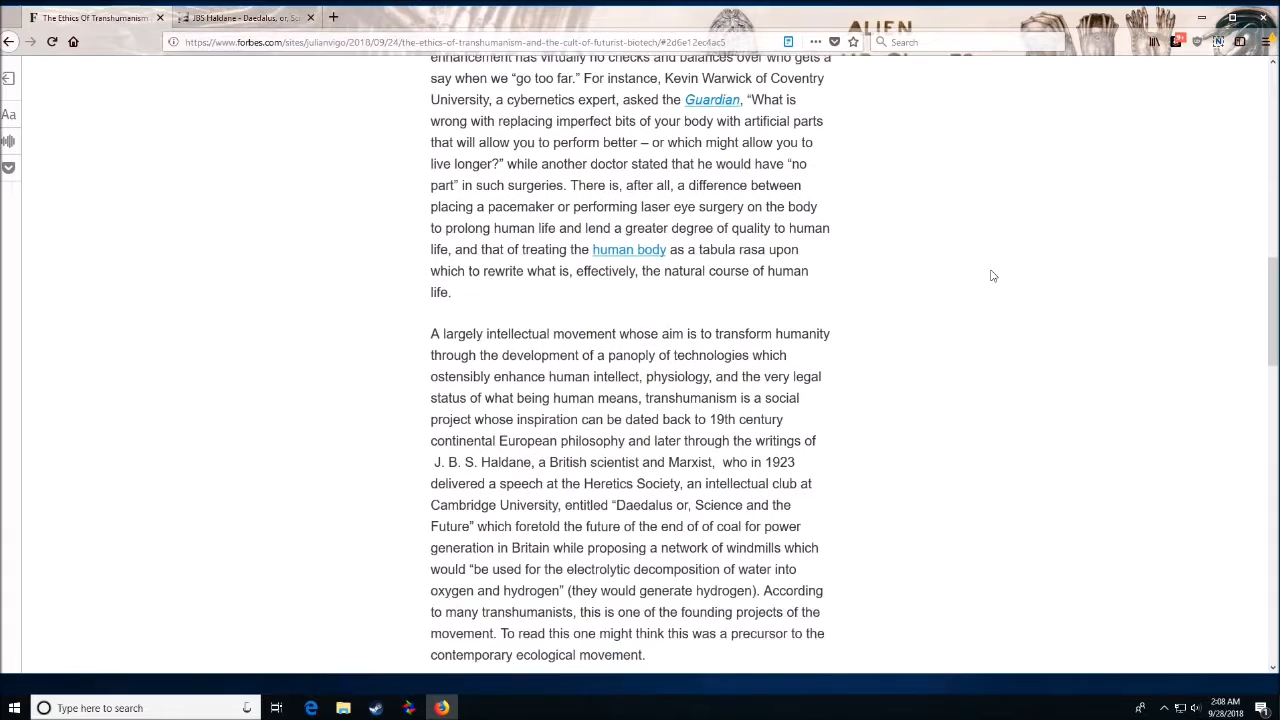 The Ethics Of Transhumanism
JBS Haldane - Daedalus, or, Sc
https://www.forbes.com/sites/julianvigo/2018/09/24/the-ethics-of-transhumanism-and-the-cult-of-futurist-biotech/#2d6e12ec4ac5
Search
ALIEN
enhancement has virtually no checks and balances over who gets a
say when we “go too far.” For instance, Kevin Warwick of Coventry
University, a cybernetics expert, asked the Guardian, “What is
wrong with replacing imperfect bits of your body with artificial parts
that will allow you to perform better – or which might allow you to
live longer?” while another doctor stated that he would have “no
part” in such surgeries. There is, after all, a difference between
placing a pacemaker or performing laser eye surgery on the body
to prolong human life and lend a greater degree of quality to human
life, and that of treating the human body as a tabula rasa upon
which to rewrite what is, effectively, the natural course of human
life.
A largely intellectual movement whose aim is to transform humanity
through the development of a panoply of technologies which
ostensibly enhance human intellect, physiology, and the very legal
status of what being human means, transhumanism is a social
project whose inspiration can be dated back to 19th century
continental European philosophy and later through the writings of
J. B. S. Haldane, a British scientist and Marxist, who in 1923
delivered a speech at the Heretics Society, an intellectual club at
Cambridge University, entitled “Daedalus or, Science and the
Future” which foretold the future of the end of of coal for power
generation in Britain while proposing a network of windmills which
would “be used for the electrolytic decomposition of water into
oxygen and hydrogen” (they would generate hydrogen). According
to many transhumanists, this is one of the founding projects of the
movement. To read this one might think this was a precursor to the
contemporary ecological movement.
Aa
Type here to search
2:08 AM
9/28/2018